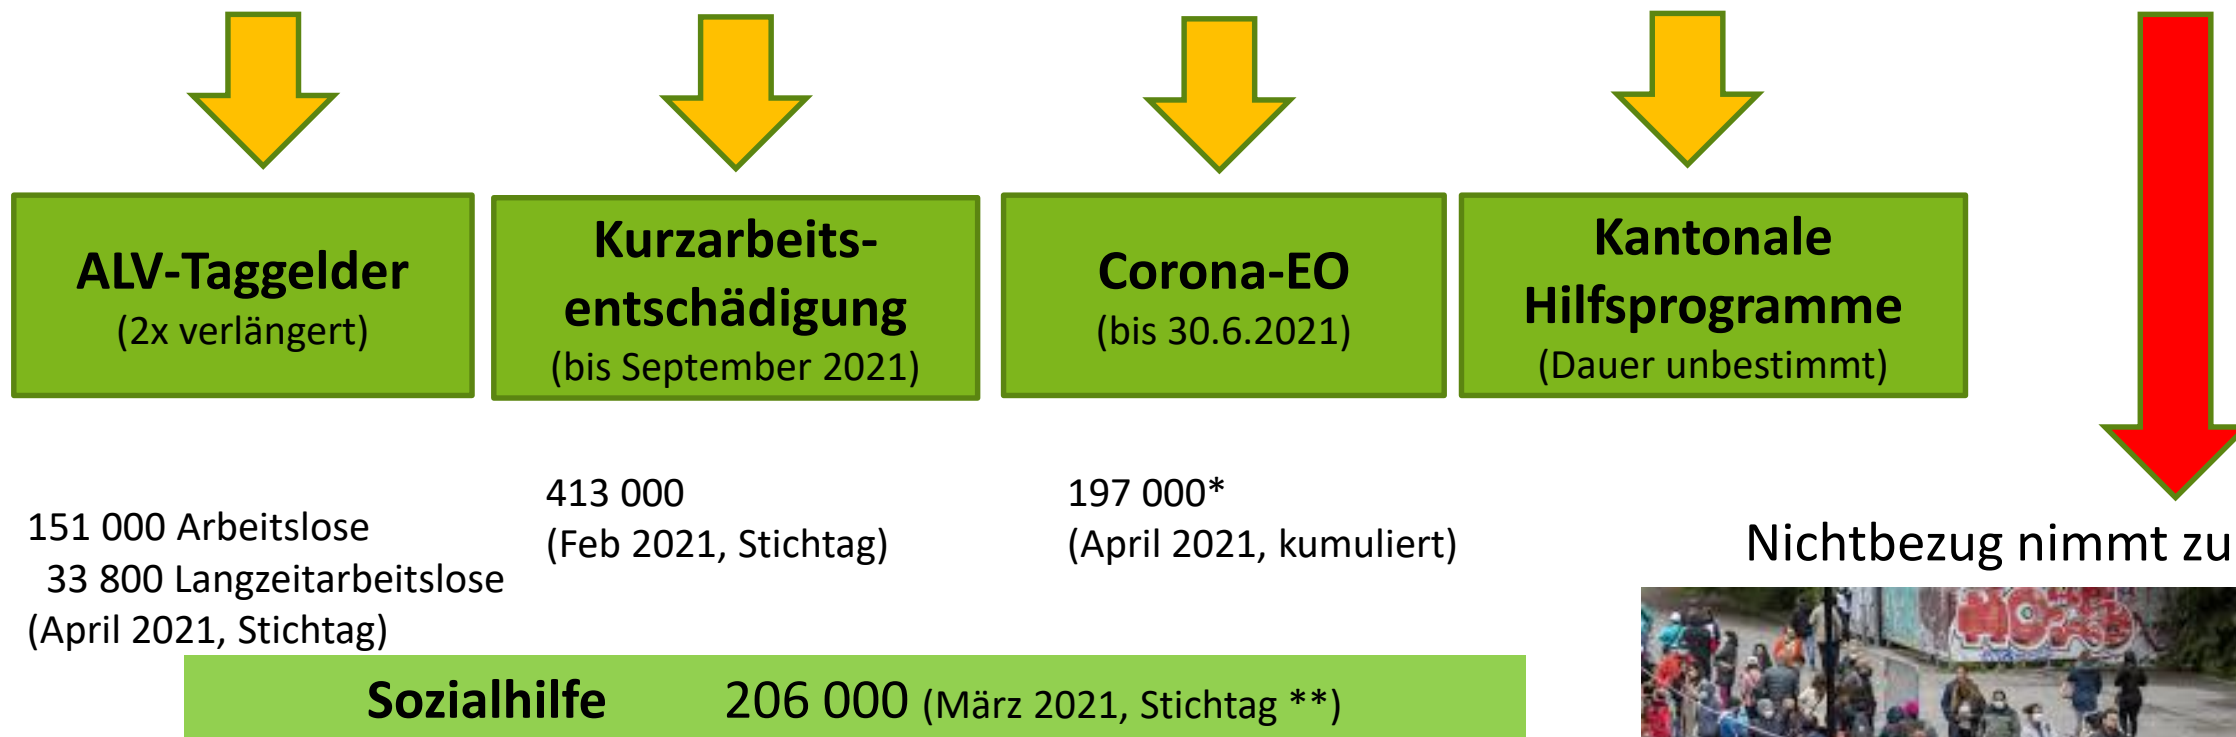 ALV-Taggelder
(2x verlängert)
Kurzarbeits-
entschädigung
(bis September 2021)
Corona-EO
(bis 30.6.2021)
Kantonale
Hilfsprogramme
(Dauer unbestimmt)
151 000 Arbeitslose
33 800 Langzeitarbeitslose
(April 2021, Stichtag)
413 000
(Feb 2021, Stichtag)
197 000*
(April 2021, kumuliert)
Nichtbezug nimmt zu
Sozialhilfe 206 000 (März 2021, Stichtag **)